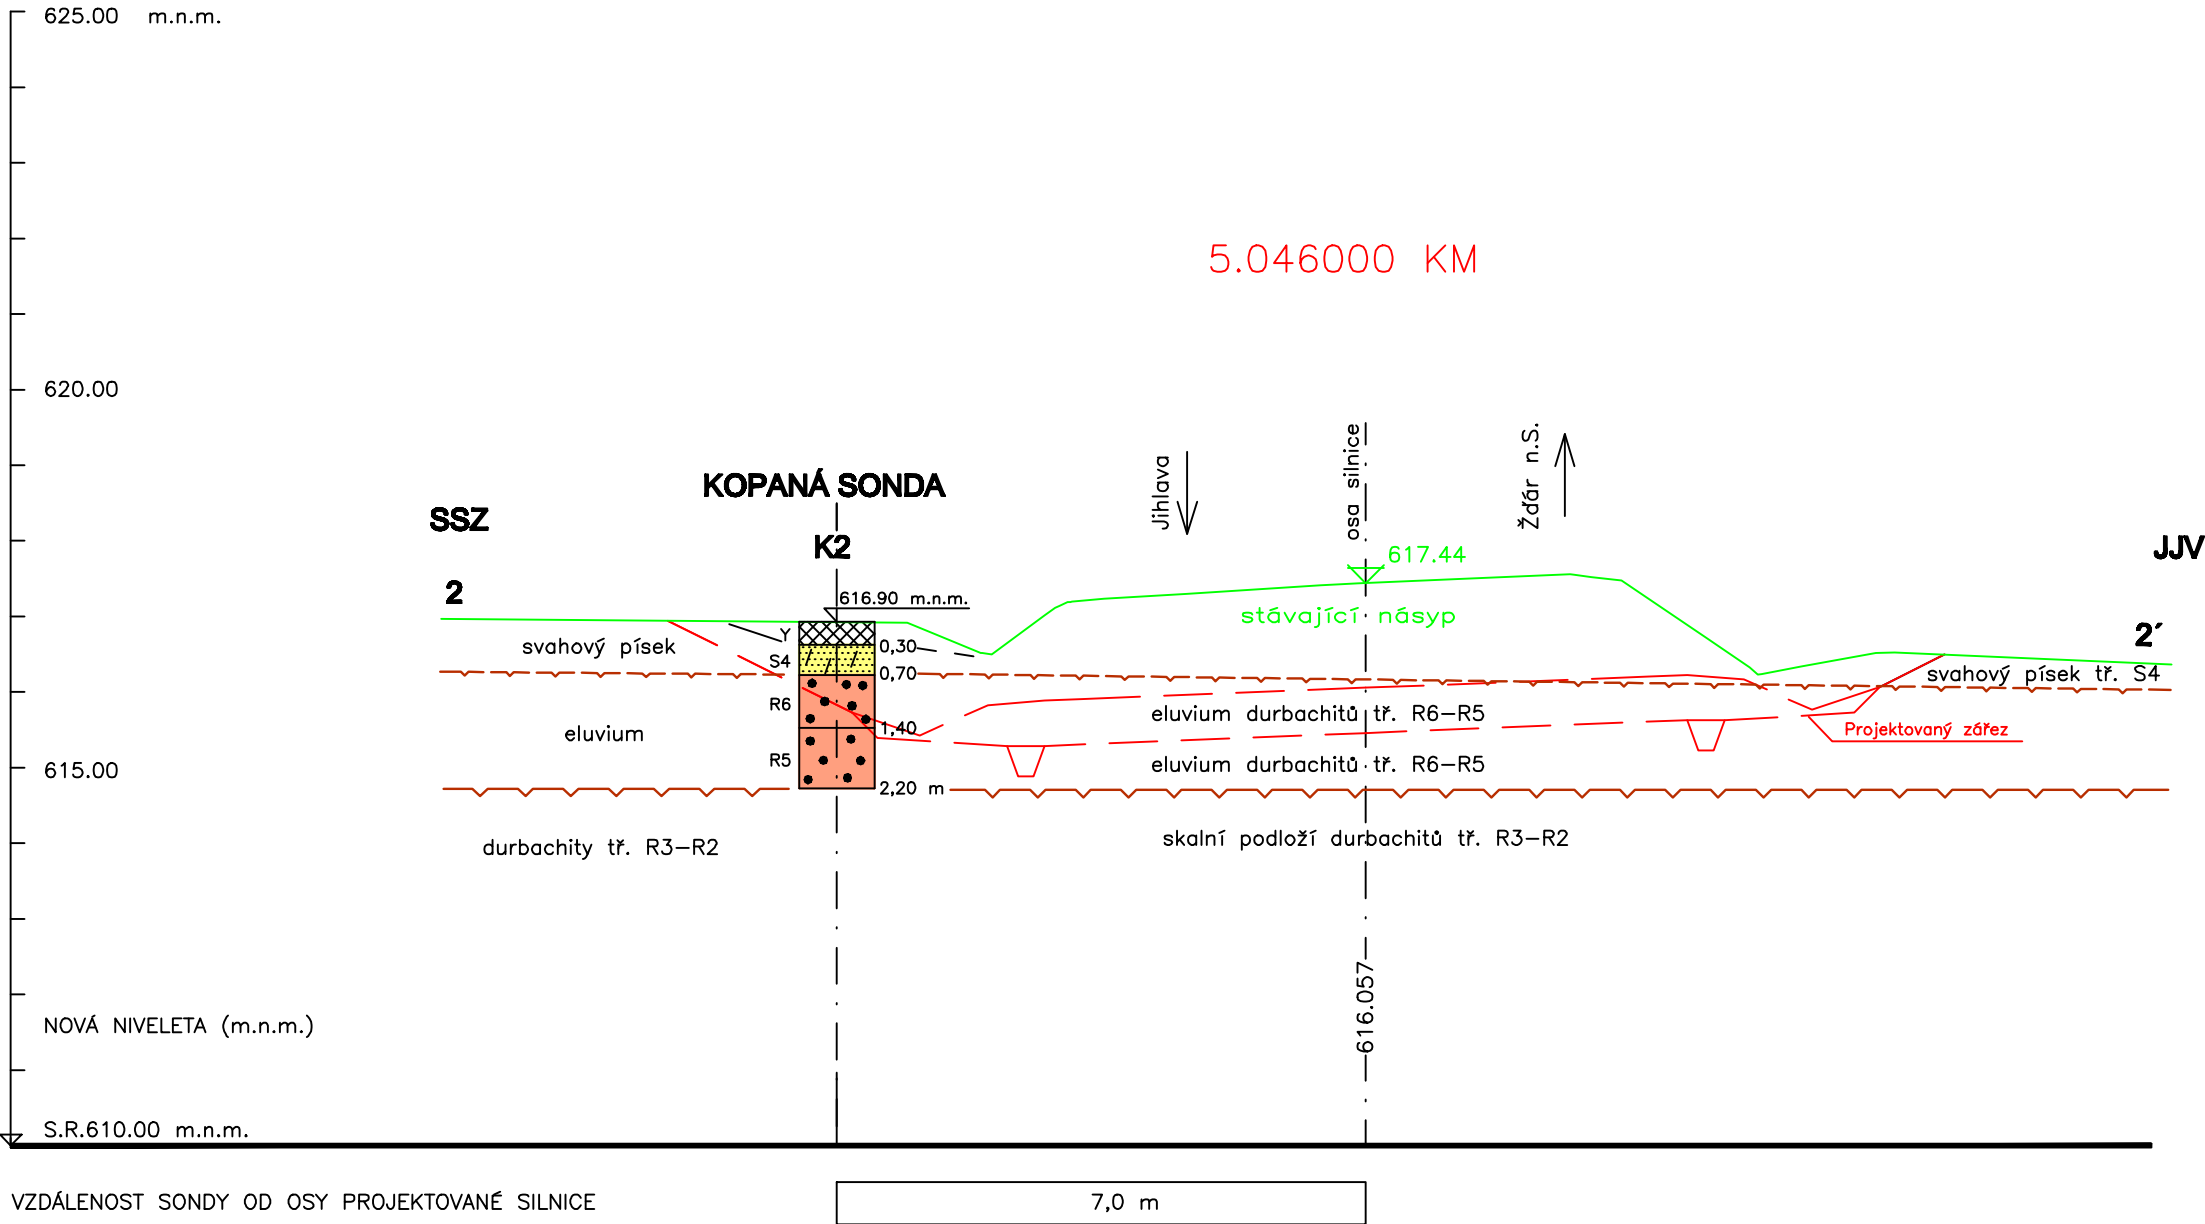 625.00 m.n.m.
5.046000 KM
620.00
Jihlava
osa silnice
Žďár n.S.
KOPANÁ SONDA
SSZ
K2
JJV
617.44
2
616.90 m.n.m.
stávající násyp
2´
Y
svahový písek
0,30
S4
0,70
svahový písek tř. S4
R6
eluvium durbachitů tř. R6-R5
eluvium
1,40
Projektovaný zářez
R5
eluvium durbachitů tř. R6-R5
615.00
2,20 m
durbachity tř. R3-R2
skalní podloží durbachitů tř. R3-R2
616.057
NOVÁ NIVELETA (m.n.m.)
S.R.610.00 m.n.m.
VZDÁLENOST SONDY OD OSY PROJEKTOVANÉ SILNICE
7,0 m